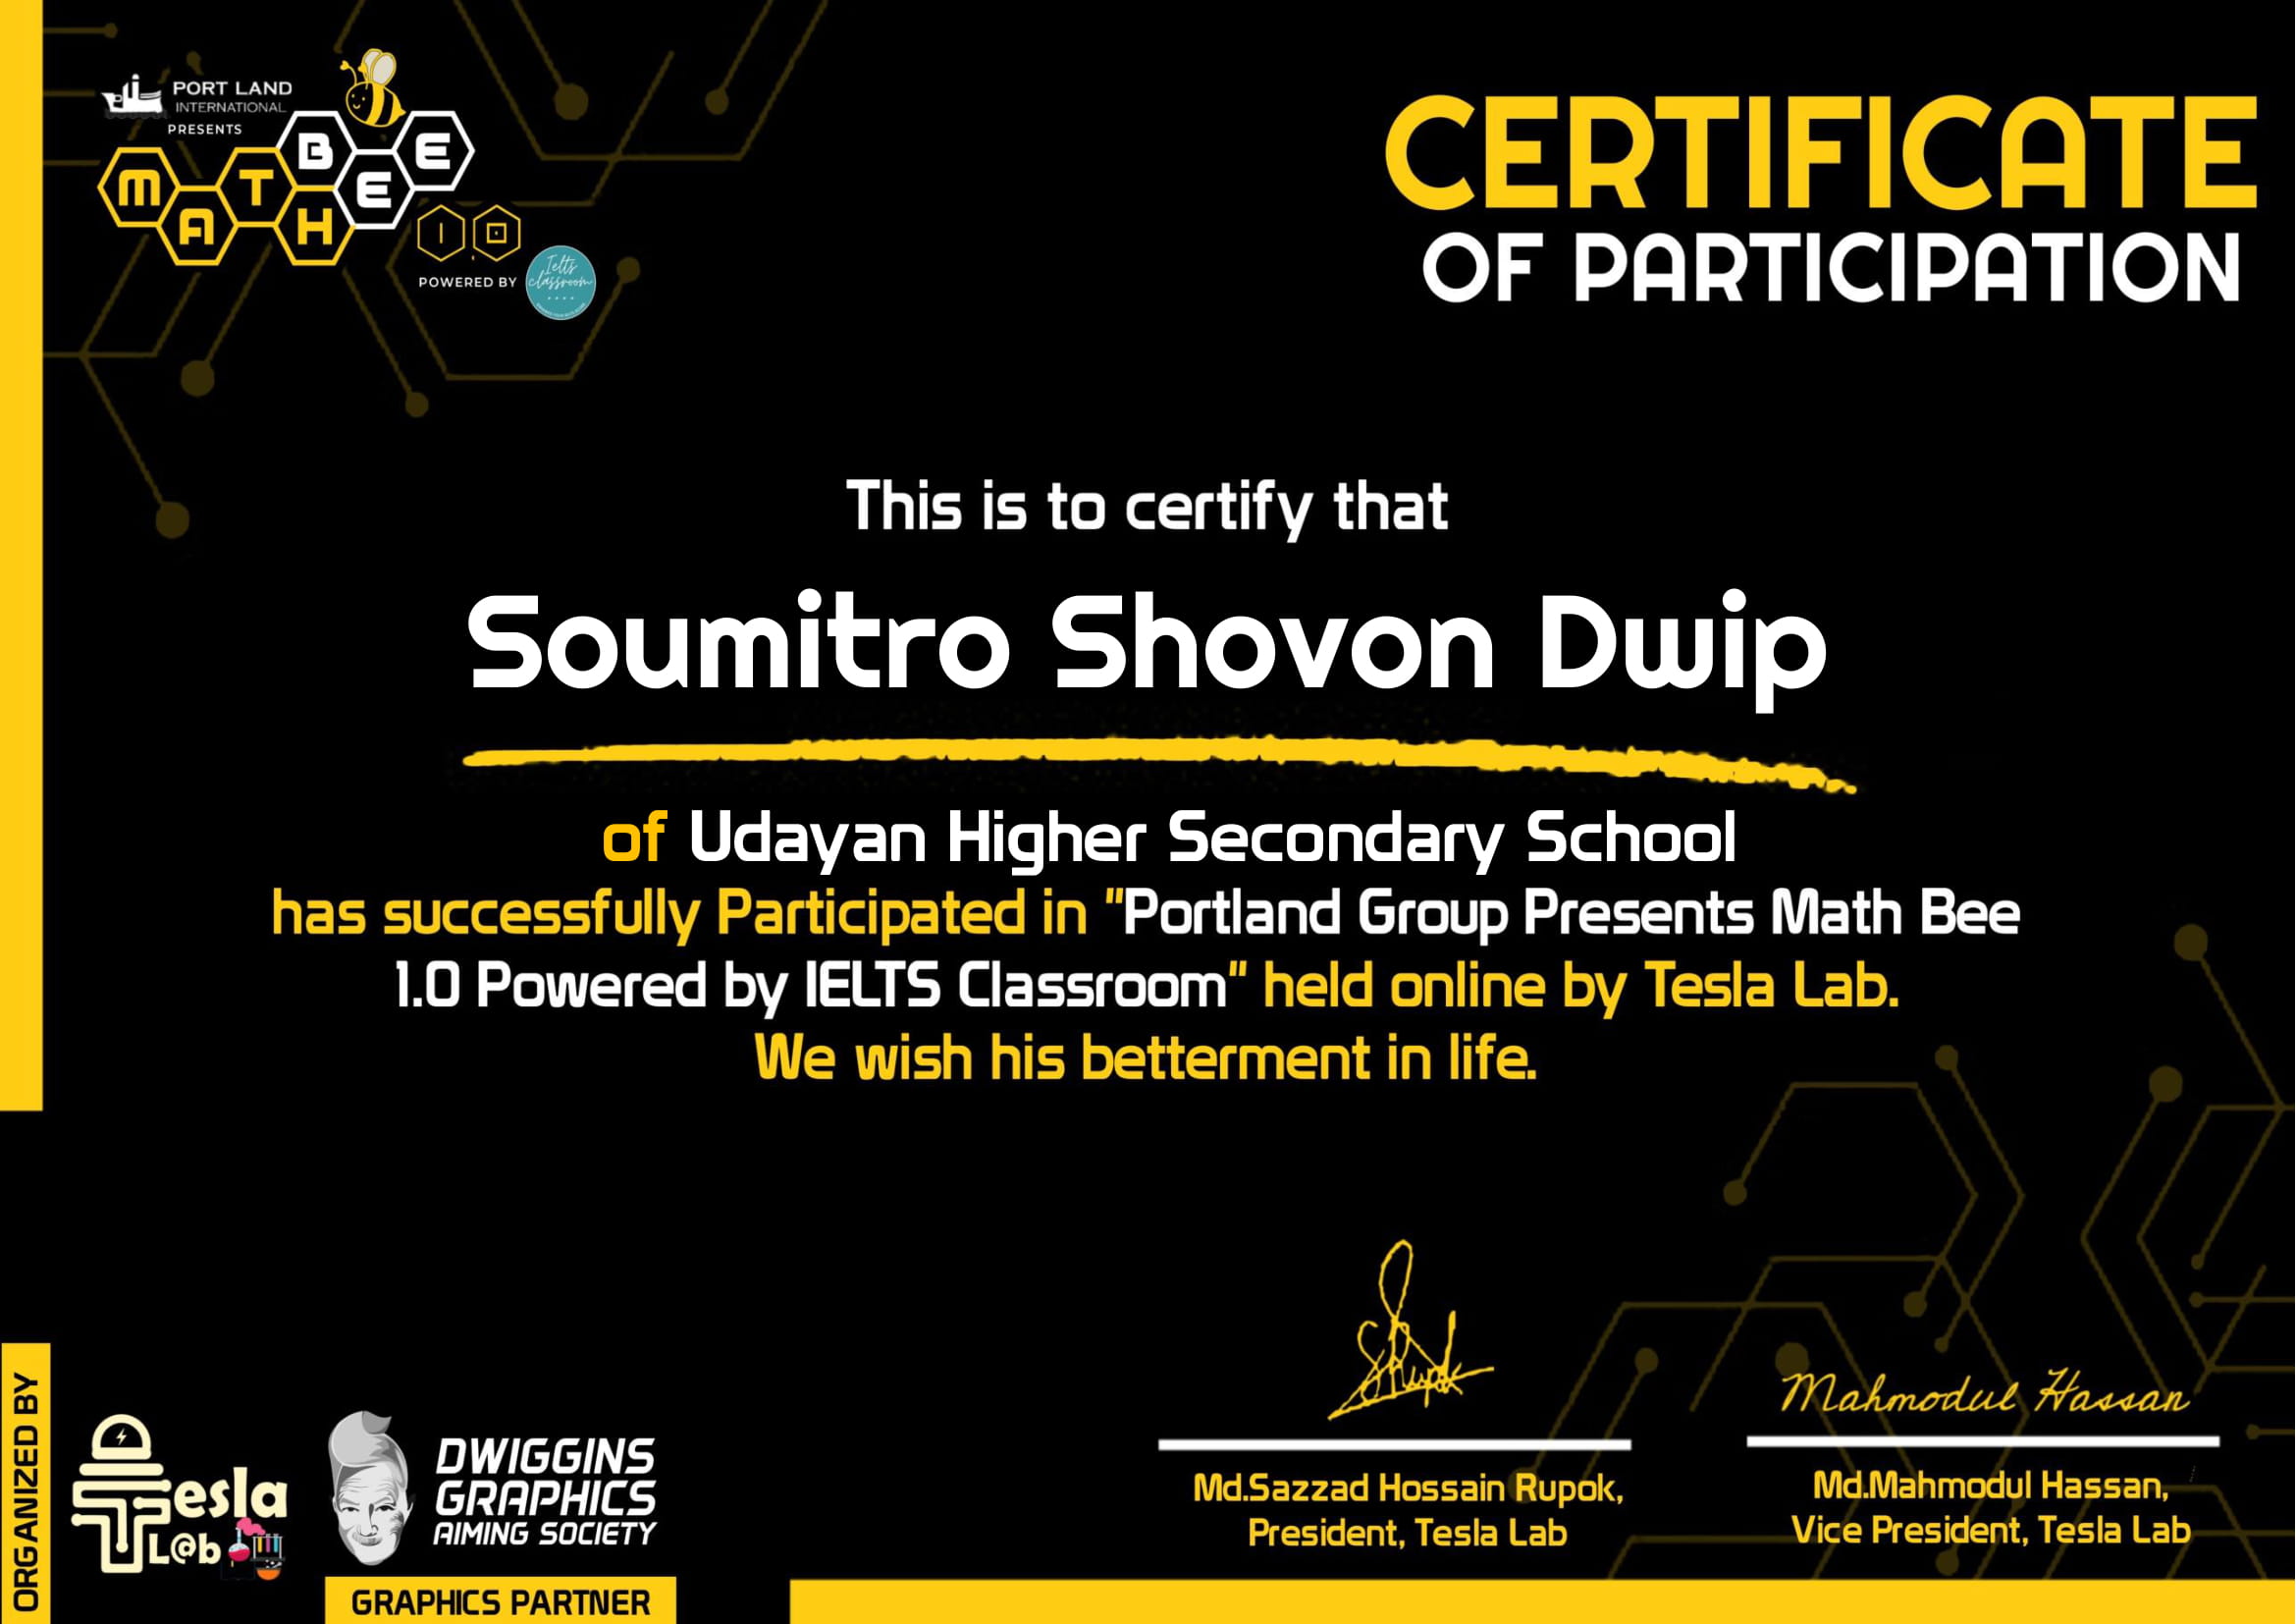 PORT LAND
INTERNATIONAL
PRESENTS
MATH BEE
1.0
POWERED BY
Ielts
classroom
CERTIFICATE
OF PARTICIPATION
This is to certify that
Soumitro Shovon Dwip
of Udayan Higher Secondary School
has successfully Participated in "Portland Group Presents Math Bee
1.0 Powered by IELTS Classroom" held online by Tesla Lab.
We wish his betterment in life.
Mahmodul Hassan
Md.Sazzad Hossain Rupok,
President, Tesla Lab
Md.Mahmodul Hassan,
Vice President, Tesla Lab
ORGANIZED BY
Tesla
L@b
DWIGGINS
GRAPHICS
AIMING SOCIETY
GRAPHICS PARTNER